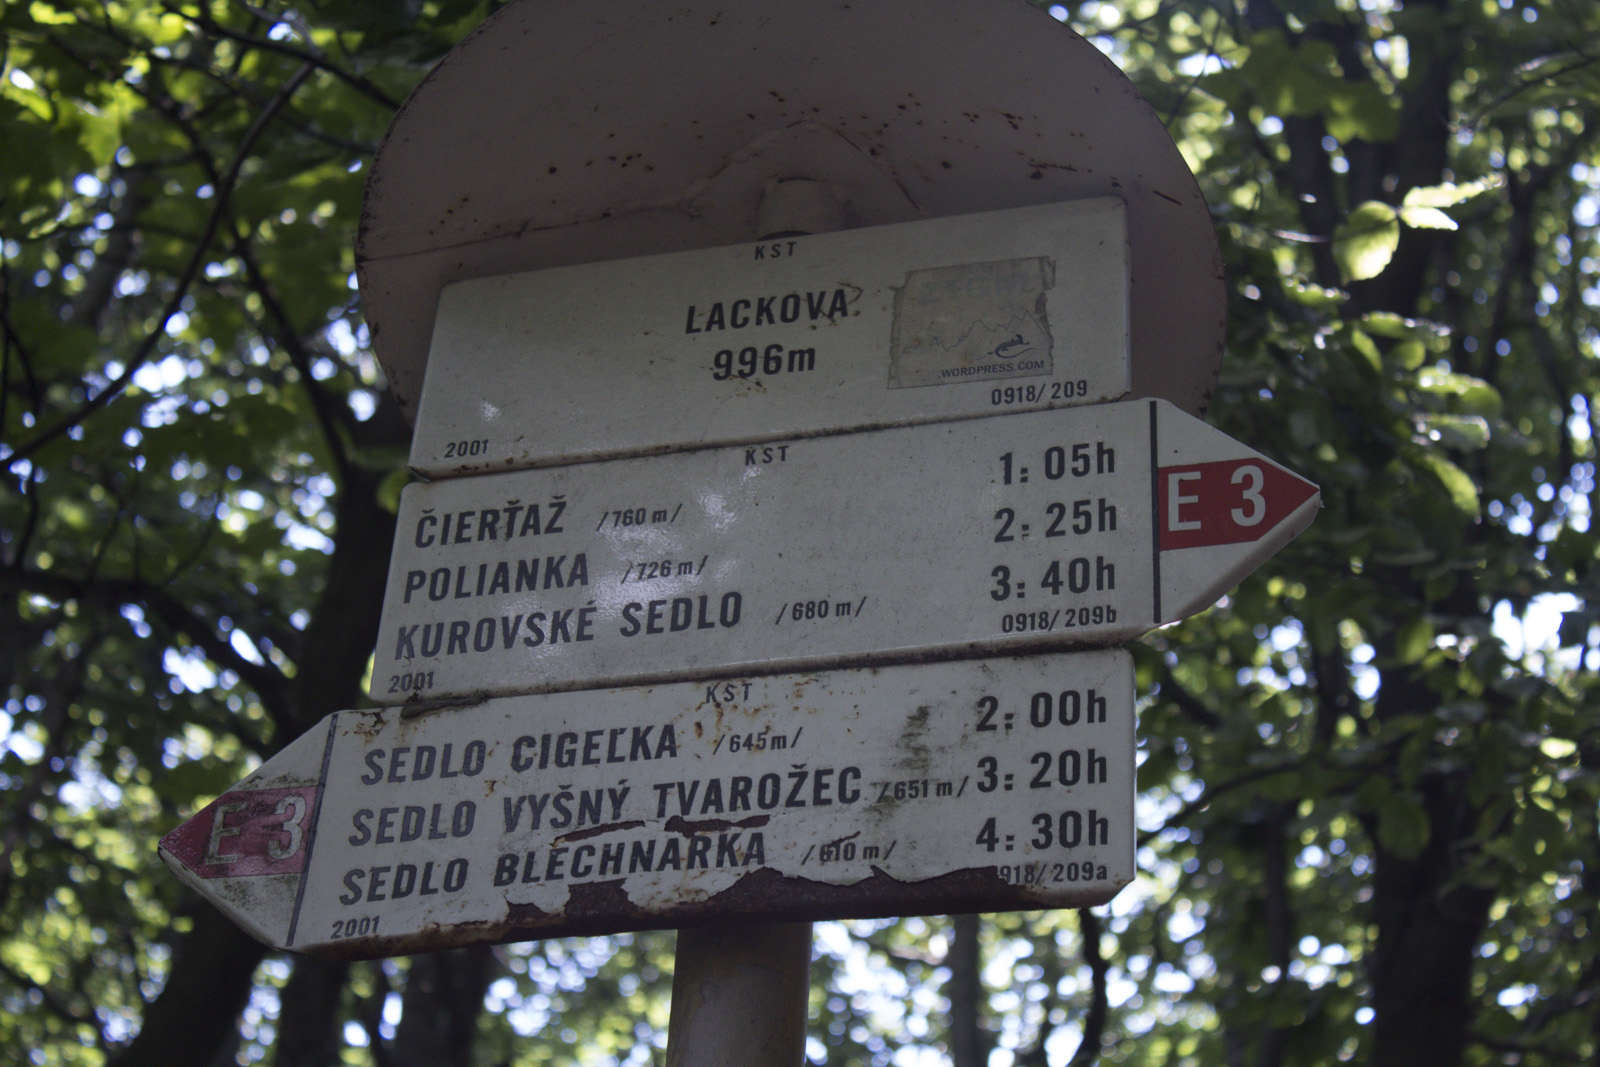 KST
LACKOVA
996m
.WORDPRESS.COM
0918/209
2001
KST
ČIERŤAŽ /760 m/ 1:05h
POLIANKA /726 m/ 2:25h
KUROVSKÉ SEDLO /680 m/ 3:40h
0918/209b
2001
E 3
KST
SEDLO CIGEĽKA /645 m/ 2:00h
SEDLO VYŠNÝ TVAROŽEC /651 m/ 3:20h
SEDLO BLECHNARKA /610 m/ 4:30h
918/209a
2001
E 3